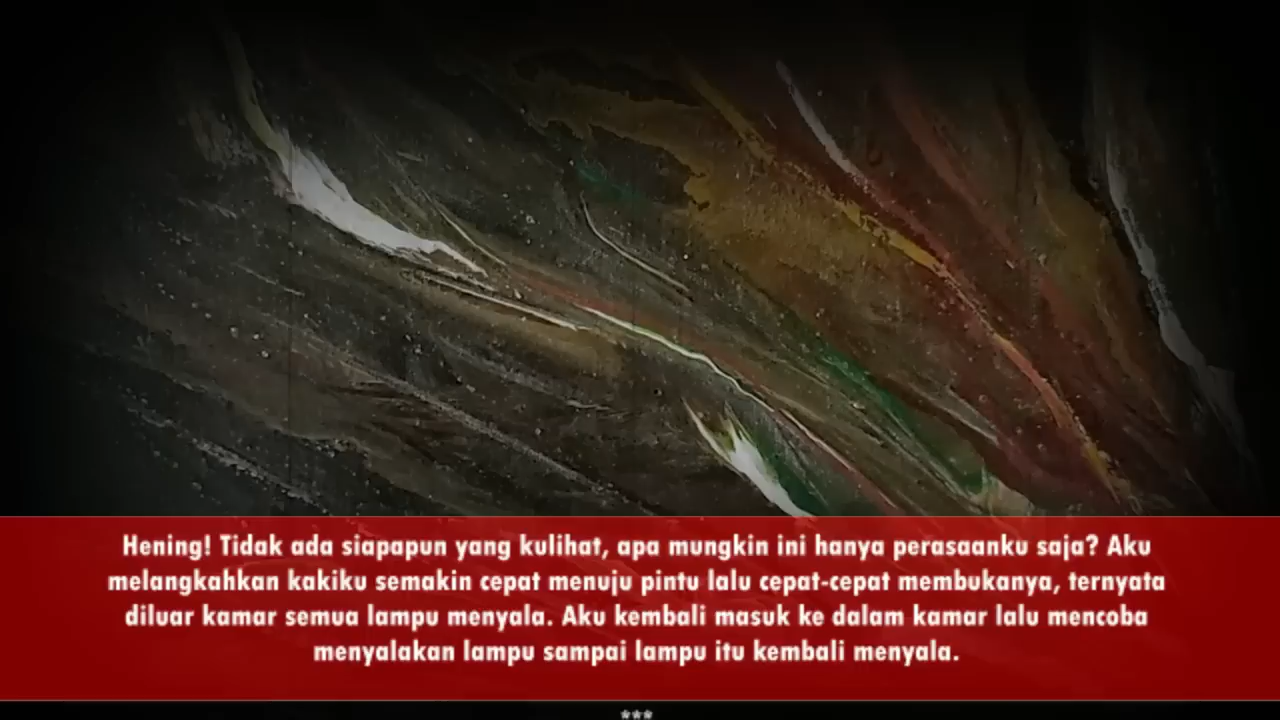 Hening! Tidak ada siapapun yang kulihat, apa mungkin ini hanya perasaanku saja? Aku
melangkahkan kakiku semakin cepat menuju pintu lalu cepat-cepat membukanya, ternyata
diluar kamar semua lampu menyala. Aku kembali masuk ke dalam kamar lalu mencoba
menyalakan lampu sampai lampu itu kembali menyala.
***